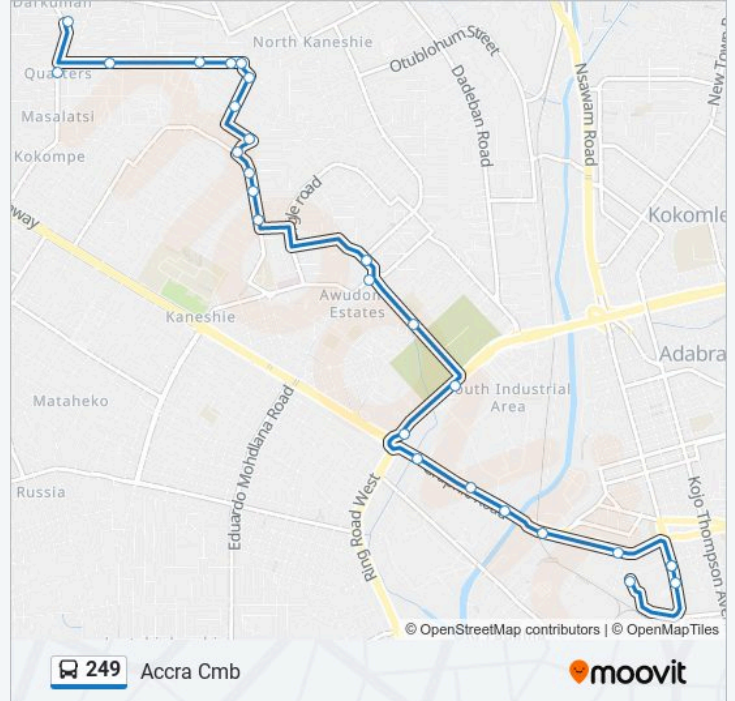 Darkuman
North Kaneshie
Otublohum Street
New Town
Quarters
Dadeban Road
Nsawam Road
Masalatsi
Kokompe
Kokomle
Awudom
Estates
Kaneshie
Adabra
South Industrial
Area
Mataheko
Eduardo Mohdlana Road
Russia
Ring Road West
Kojo Thompson Ave
© OpenStreetMap contributors | © OpenMapTiles
249 Accra Cmb
moovit